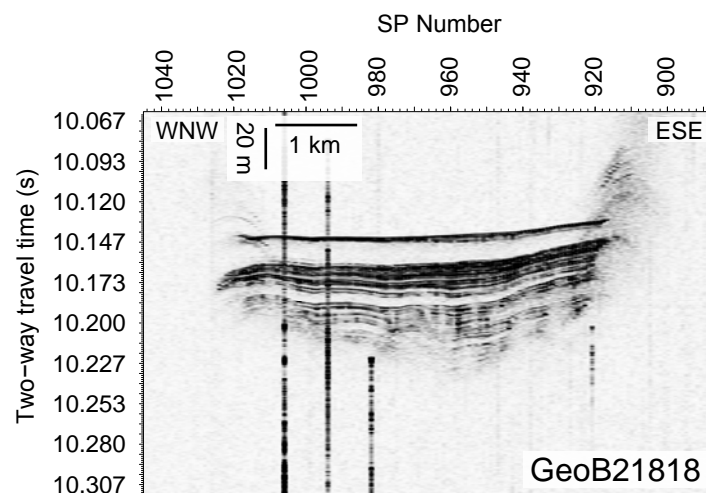 SP Number
1040 1020 1000 980 960 940 920 900
WNW
20 m
1 km
ESE
Two-way travel time (s)
10.067
10.093
10.120
10.147
10.173
10.200
10.227
10.253
10.280
10.307
GeoB21818